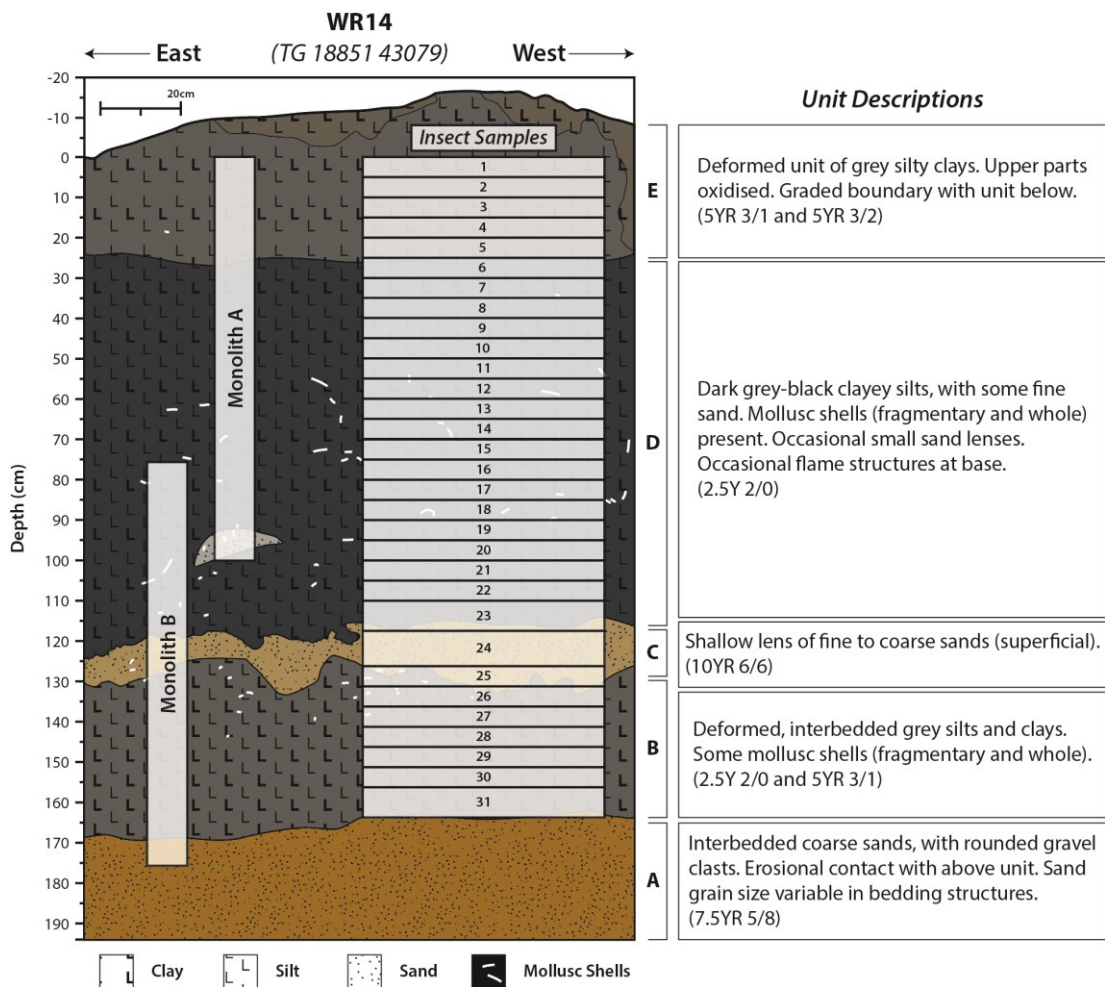 WR14
East (TG 18851 43079) West
20cm
Depth (cm)
-20
-10
0
10
20
30
40
50
60
70
80
90
100
110
120
130
140
150
160
170
180
190
Monolith A
Monolith B
Insect Samples
1
2
3
4
5
6
7
8
9
10
11
12
13
14
15
16
17
18
19
20
21
22
23
24
25
26
27
28
29
30
31
Unit Descriptions
E
Deformed unit of grey silty clays. Upper parts
oxidised. Graded boundary with unit below.
(5YR 3/1 and 5YR 3/2)
D
Dark grey-black clayey silts, with some fine
sand. Mollusc shells (fragmentary and whole)
present. Occasional small sand lenses.
Occasional flame structures at base.
(2.5Y 2/0)
C
Shallow lens of fine to coarse sands (superficial).
(10YR 6/6)
B
Deformed, interbedded grey silts and clays.
Some mollusc shells (fragmentary and whole).
(2.5Y 2/0 and 5YR 3/1)
A
Interbedded coarse sands, with rounded gravel
clasts. Erosional contact with above unit. Sand
grain size variable in bedding structures.
(7.5YR 5/8)
Clay Silt Sand Mollusc Shells